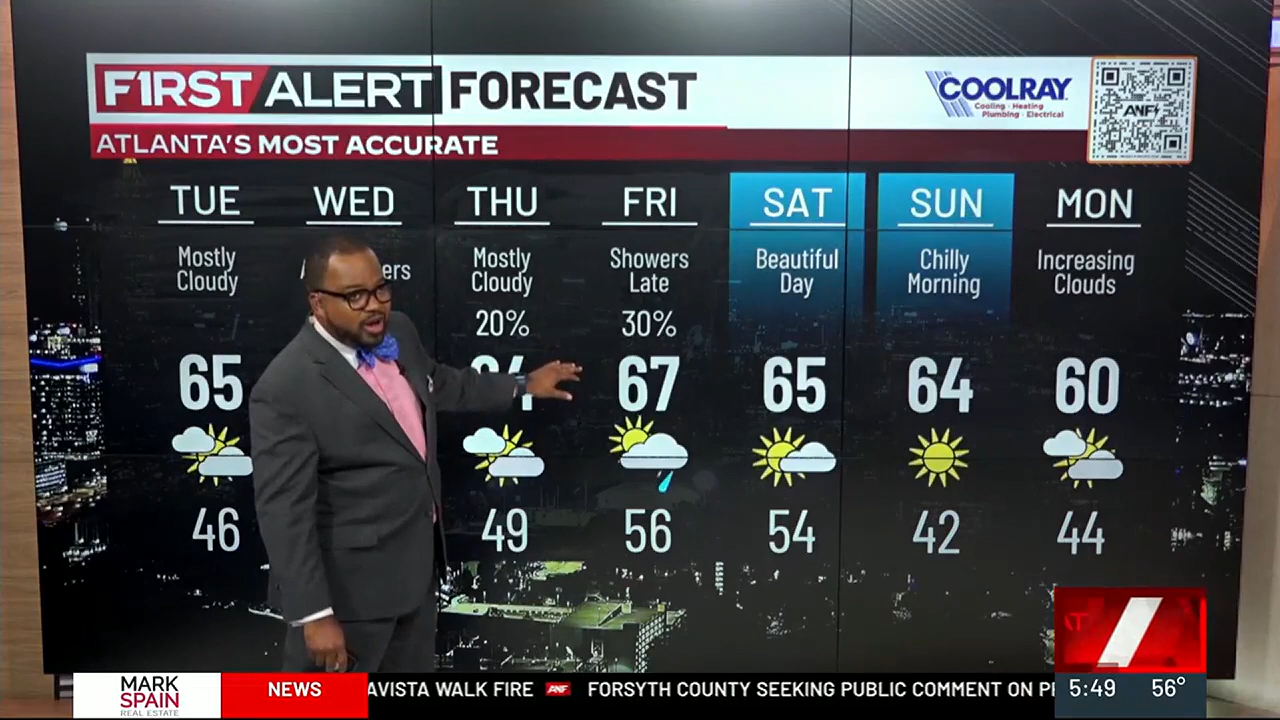 F1RST ALERT FORECAST
ATLANTA'S MOST ACCURATE
COOLRAY
Cooling · Heating
Plumbing · Electrical
ANF
TUE WED THU FRI SAT SUN MON
Mostly Cloudy
Mostly Cloudy
Showers Late
Beautiful Day
Chilly Morning
Increasing Clouds
20% 30%
65 67 65 64 60
46 49 56 54 42 44
MARK SPAIN
REAL ESTATE
NEWS
AVISTA WALK FIRE ANF FORSYTH COUNTY SEEKING PUBLIC COMMENT ON
5:49 56°